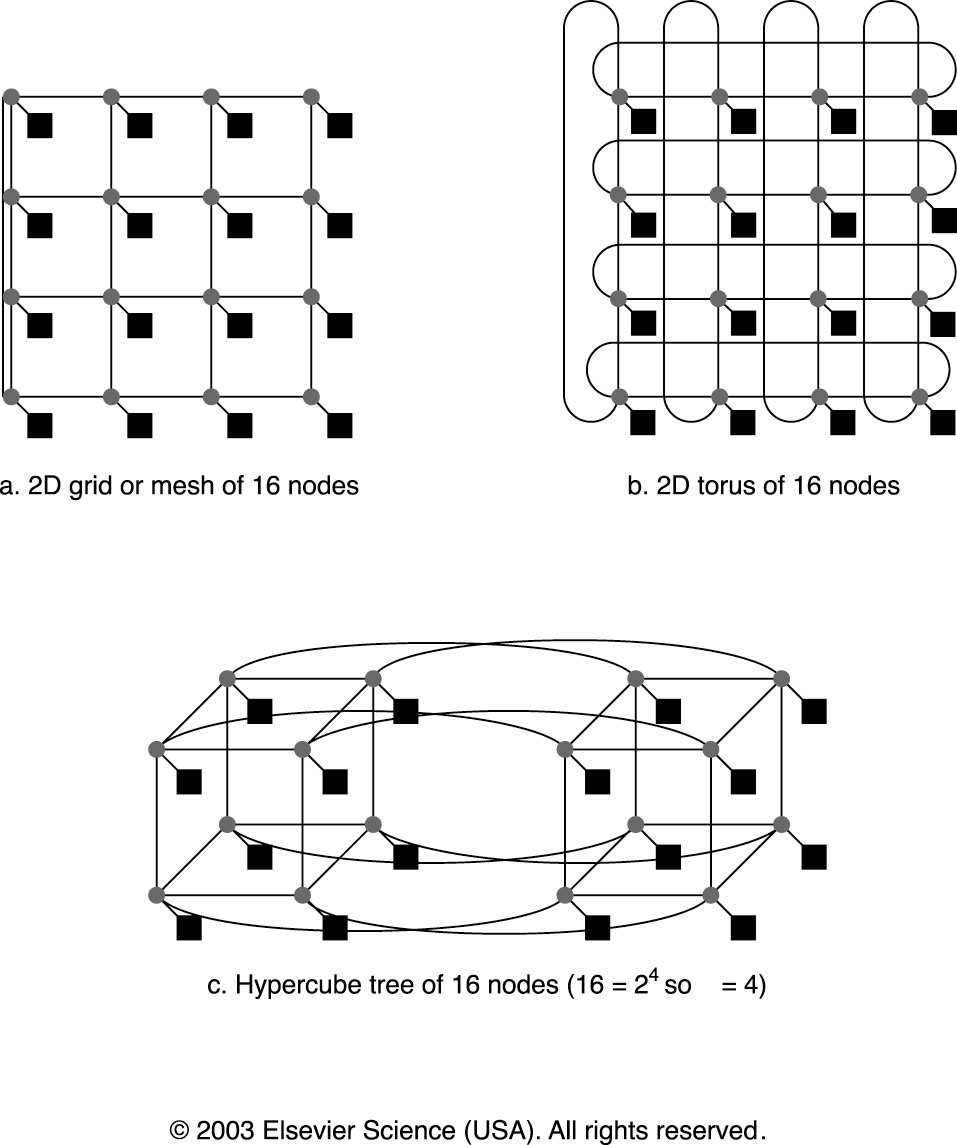 a. 2D grid or mesh of 16 nodes
b. 2D torus of 16 nodes
c. Hypercube tree of 16 nodes (16 = 2⁴ so = 4)
© 2003 Elsevier Science (USA). All rights reserved.